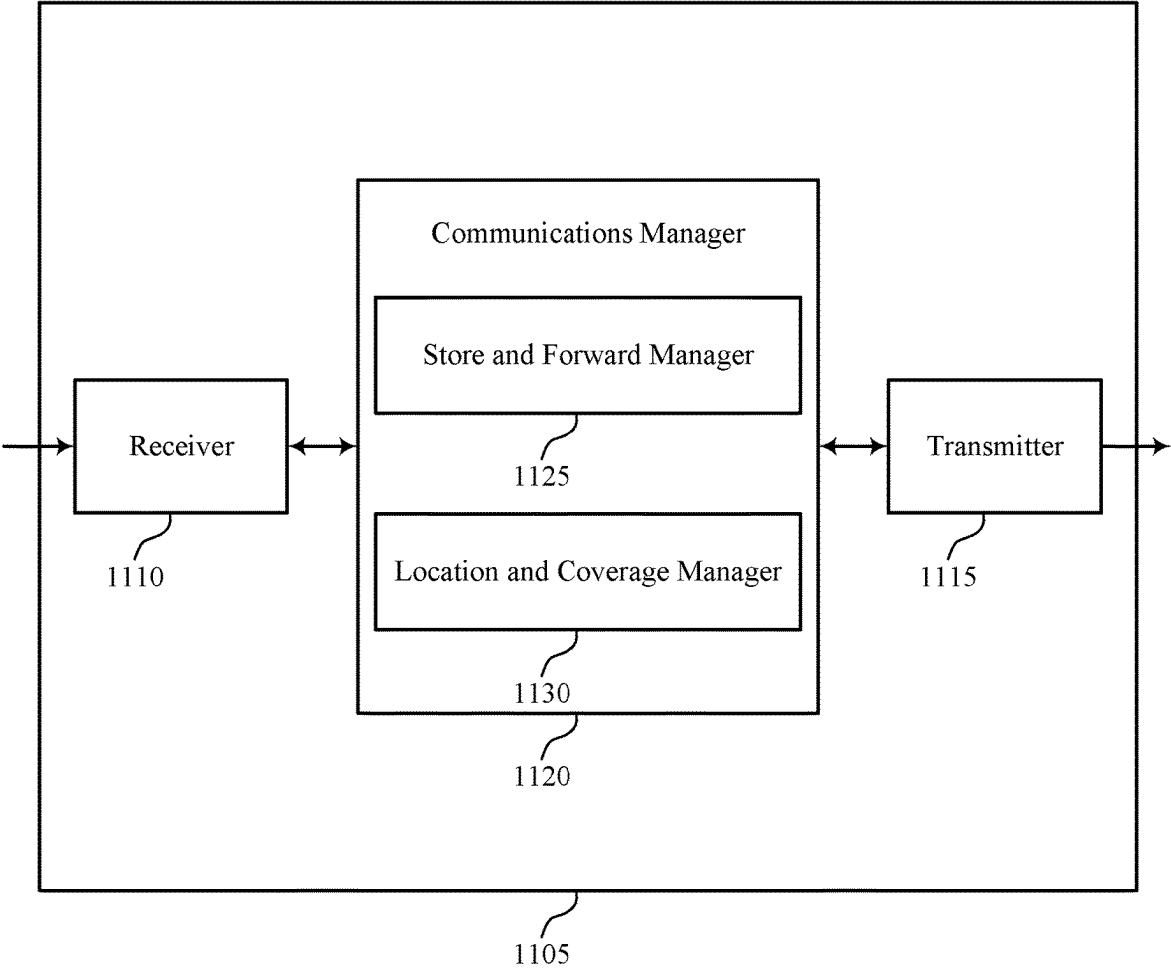 Communications Manager
Store and Forward Manager
1125
Receiver
1110
Transmitter
1115
Location and Coverage Manager
1130
1120
1105